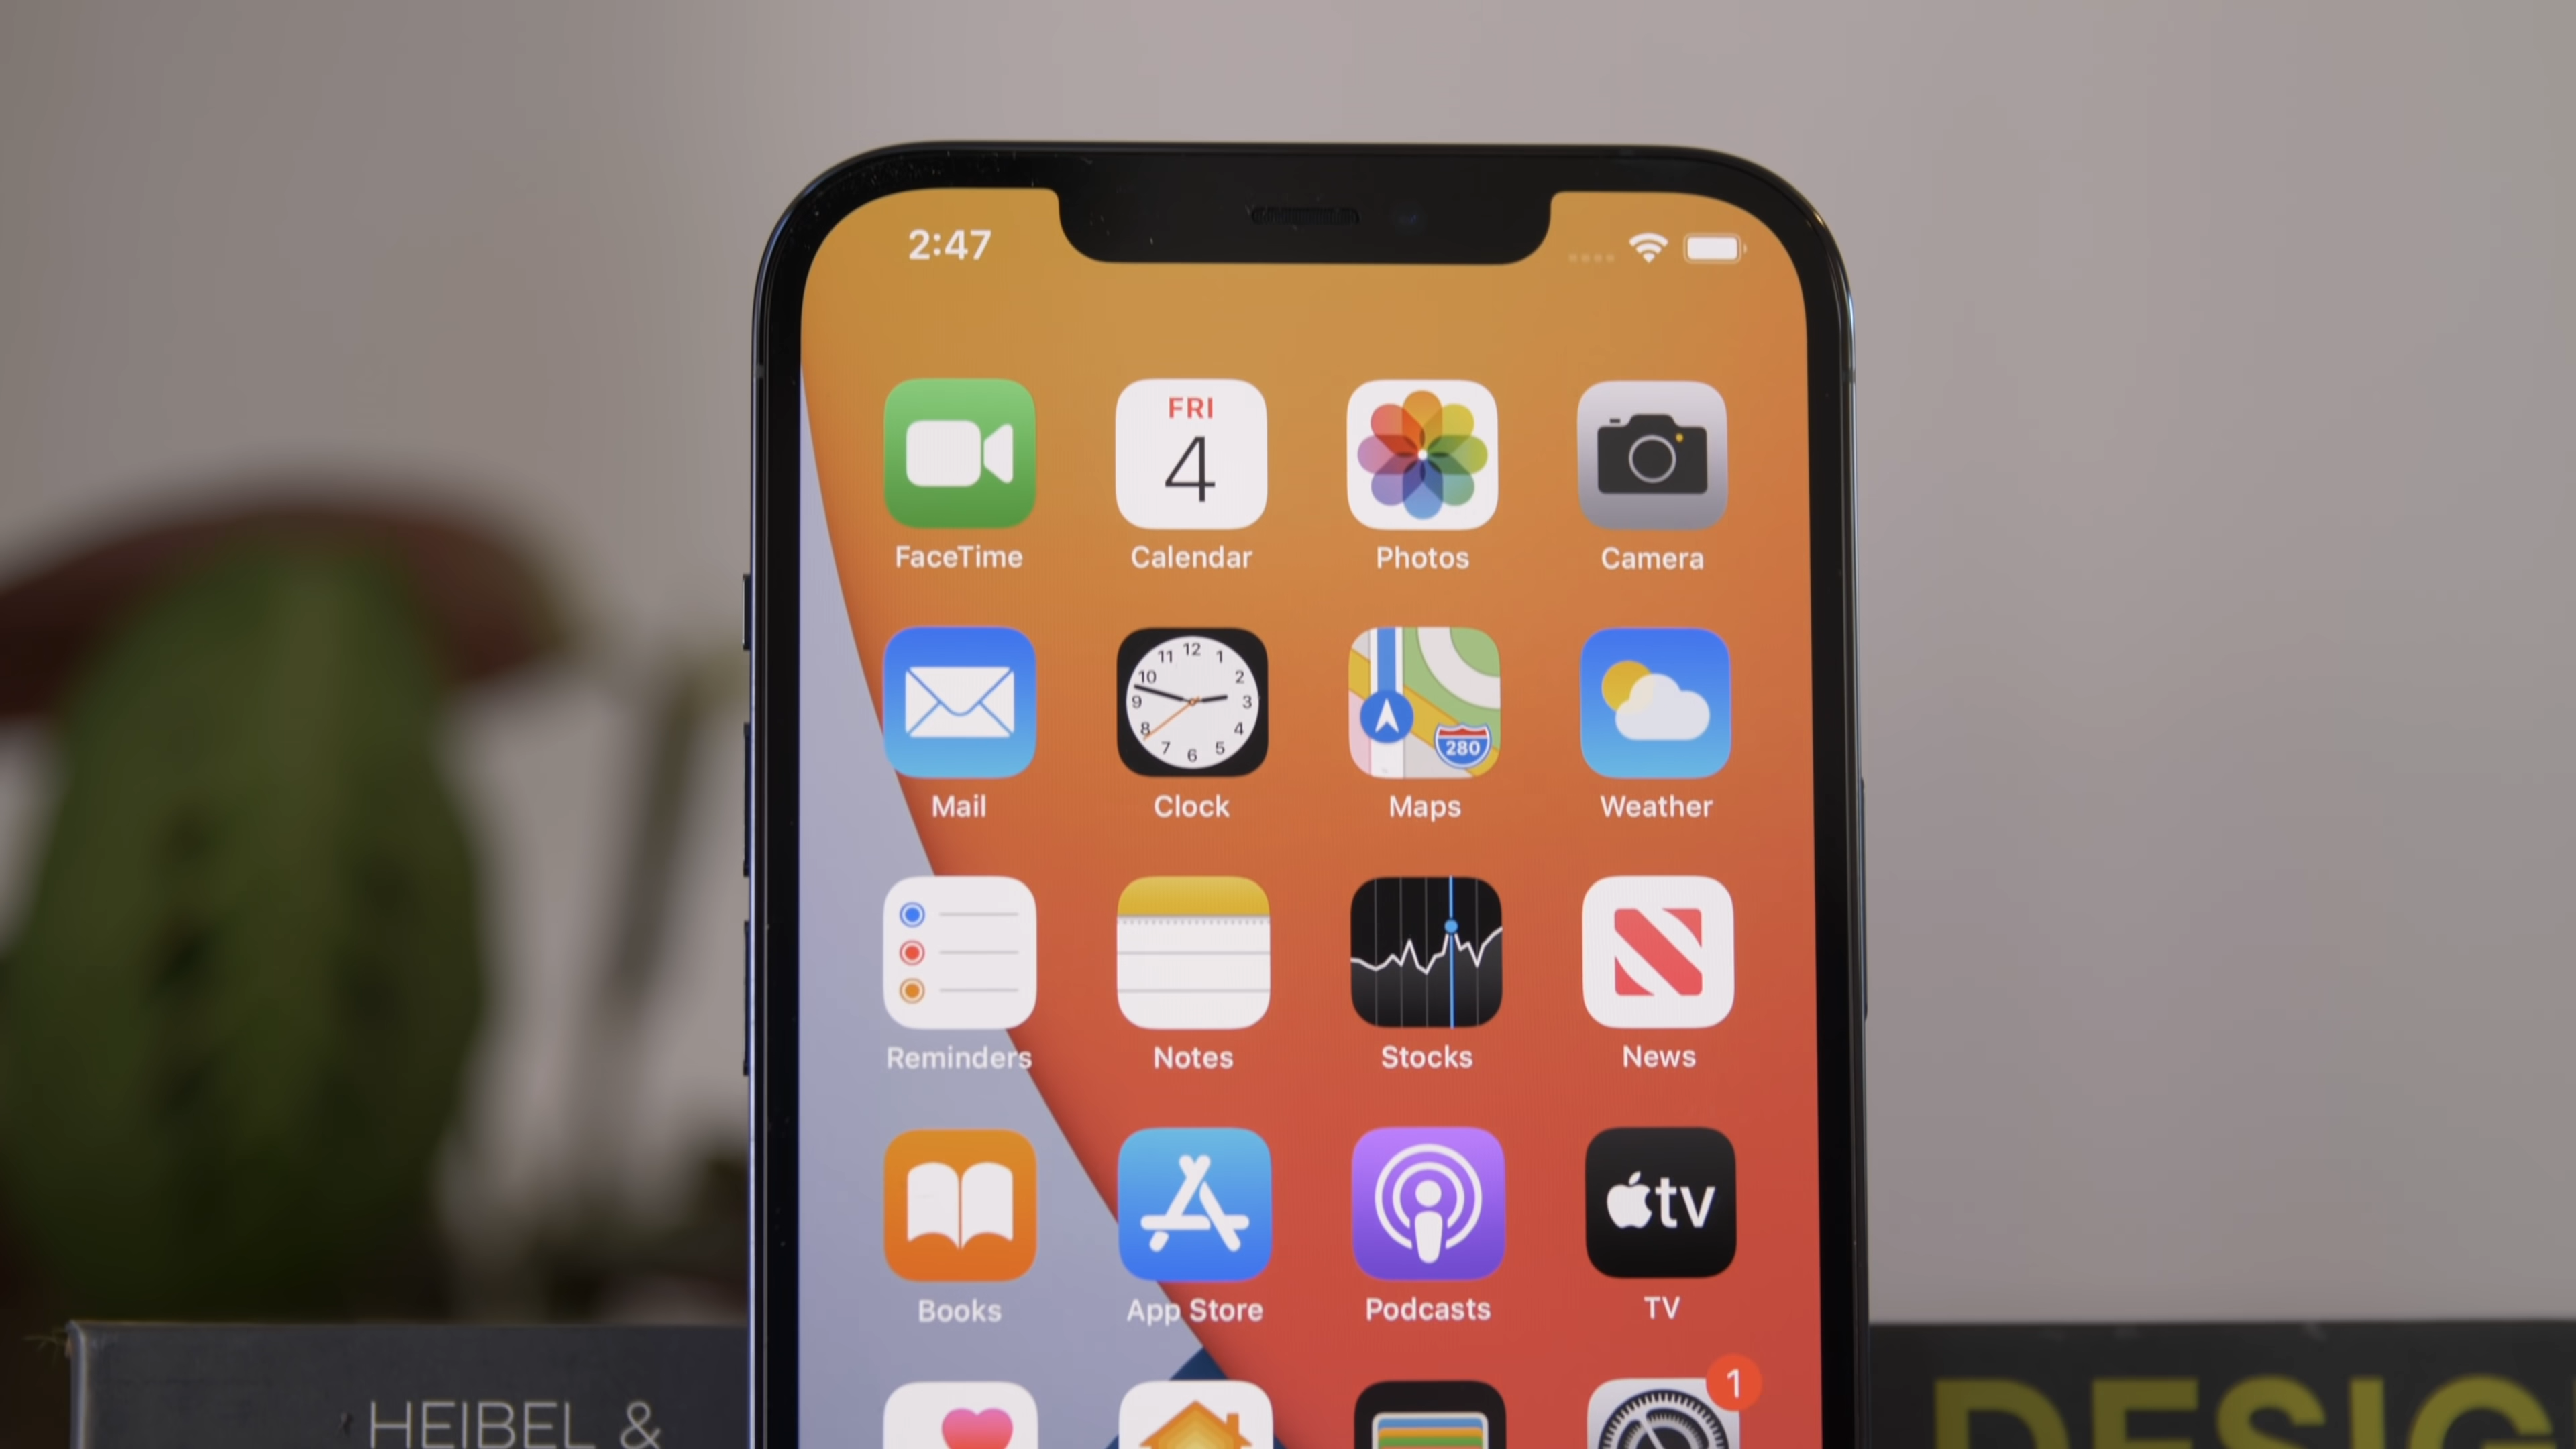 2:47
FRI
4
FaceTime
Calendar
Photos
Camera
12
11
1
10
2
9
3
8
4
7
5
6
280
Mail
Clock
Maps
Weather
Reminders
Notes
Stocks
News
tv
Books
App Store
Podcasts
TV
1
HEIBEL &
DESIG